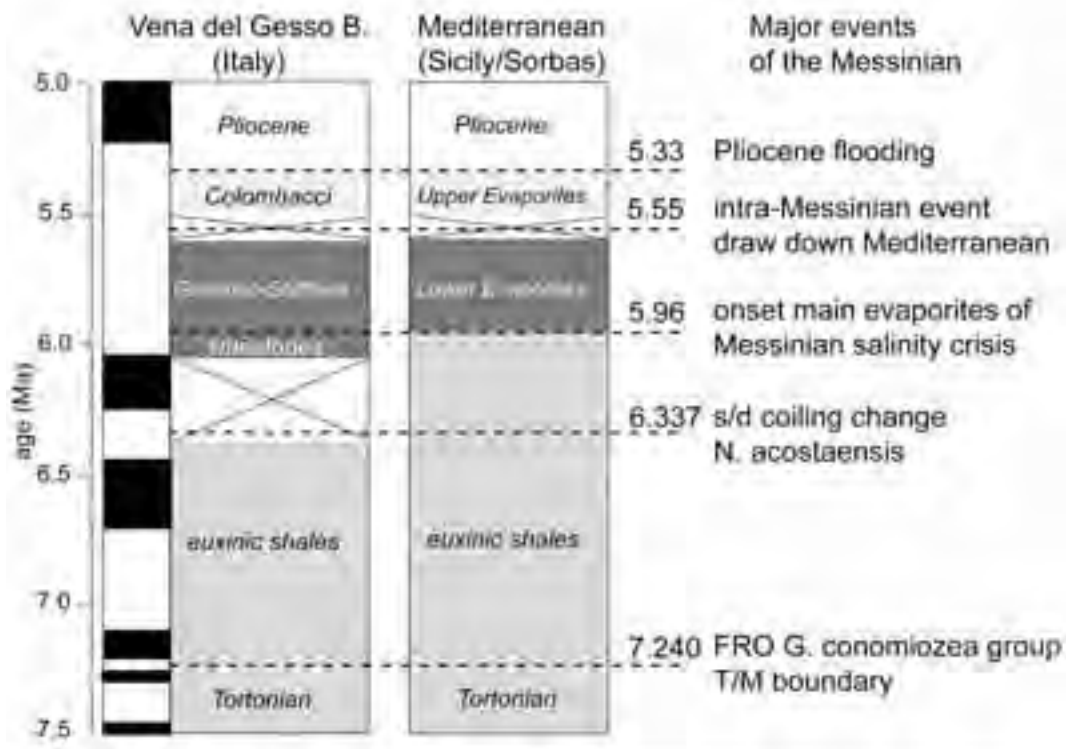 Vena del Gesso B.
(Italy)
Mediterranean
(Sicily/Sorbas)
Major events
of the Messinian
age (Ma)
5.0
5.5
6.0
6.5
7.0
7.5
Pliocene
Colombacci
euxinic shales
Tortonian
Pliocene
Upper Evaporites
Lower Evaporites
euxinic shales
Tortonian
5.33 Pliocene flooding
5.55 intra-Messinian event
draw down Mediterranean
5.96 onset main evaporites of
Messinian salinity crisis
6.337 s/d coiling change
N. acostaensis
7.240 FRO G. conomiozea group
T/M boundary